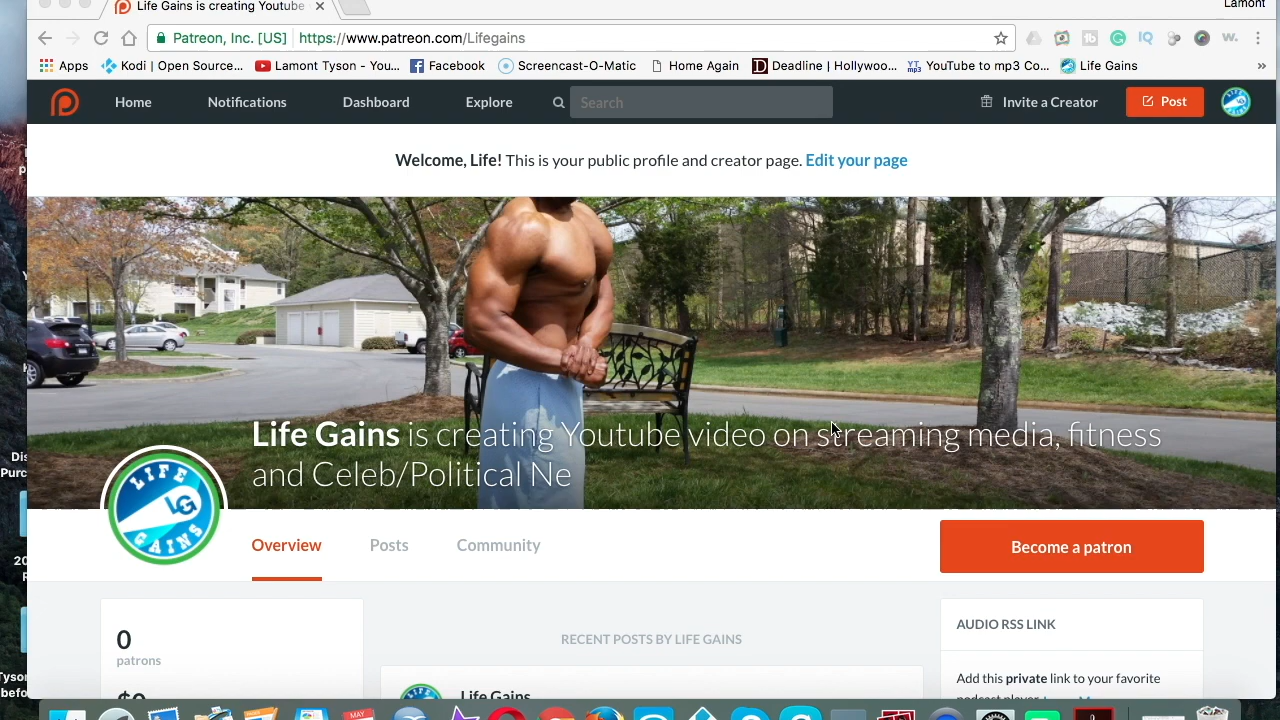 Life Gains is creating Youtube
Lamont
Patreon, Inc. [US] https://www.patreon.com/Lifegains
Apps Kodi | Open Source... Lamont Tyson - You... Facebook Screencast-O-Matic Home Again Deadline | Hollywoo... YouTube to mp3 Co... Life Gains »
Home Notifications Dashboard Explore Search Invite a Creator Post
Welcome, Life! This is your public profile and creator page. Edit your page
Life Gains is creating Youtube video on streaming media, fitness
and Celeb/Political Ne
LIFE
LG
GAINS
Overview Posts Community Become a patron
0
patrons
RECENT POSTS BY LIFE GAINS
AUDIO RSS LINK
Add this private link to your favorite
Life Gains
MAY